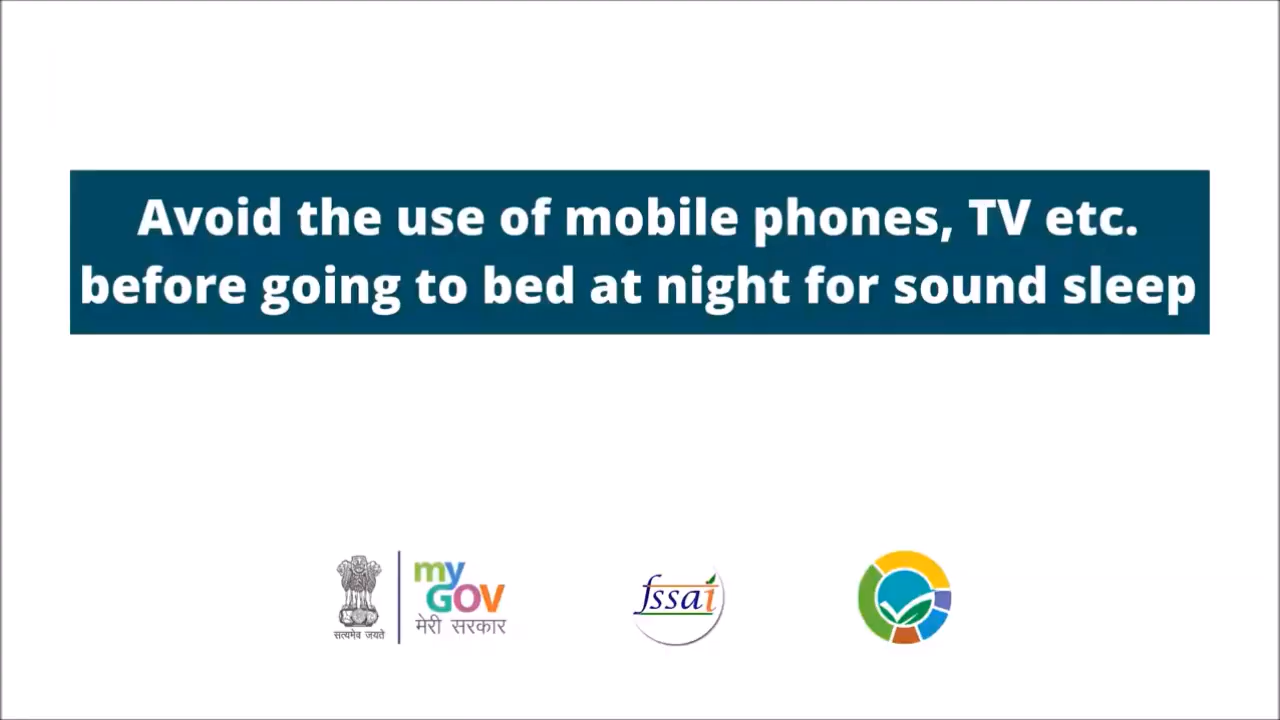 Avoid the use of mobile phones, TV etc.
before going to bed at night for sound sleep
my
GOV
मेरी सरकार
सत्यमेव जयते
fssai